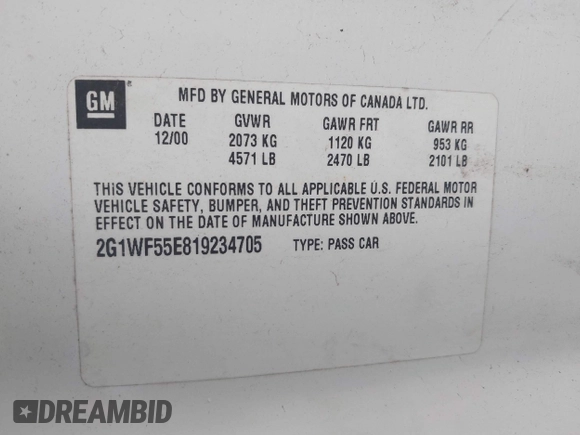 GM
MFD BY GENERAL MOTORS OF CANADA LTD.
DATE GVWR GAWR FRT GAWR RR
12/00 2073 KG 1120 KG 953 KG
4571 LB 2470 LB 2101 LB
THIS VEHICLE CONFORMS TO ALL APPLICABLE U.S. FEDERAL MOTOR
VEHICLE SAFETY, BUMPER, AND THEFT PREVENTION STANDARDS IN
EFFECT ON THE DATE OF MANUFACTURE SHOWN ABOVE.
2G1WF55E819234705 TYPE: PASS CAR
DREAMBID